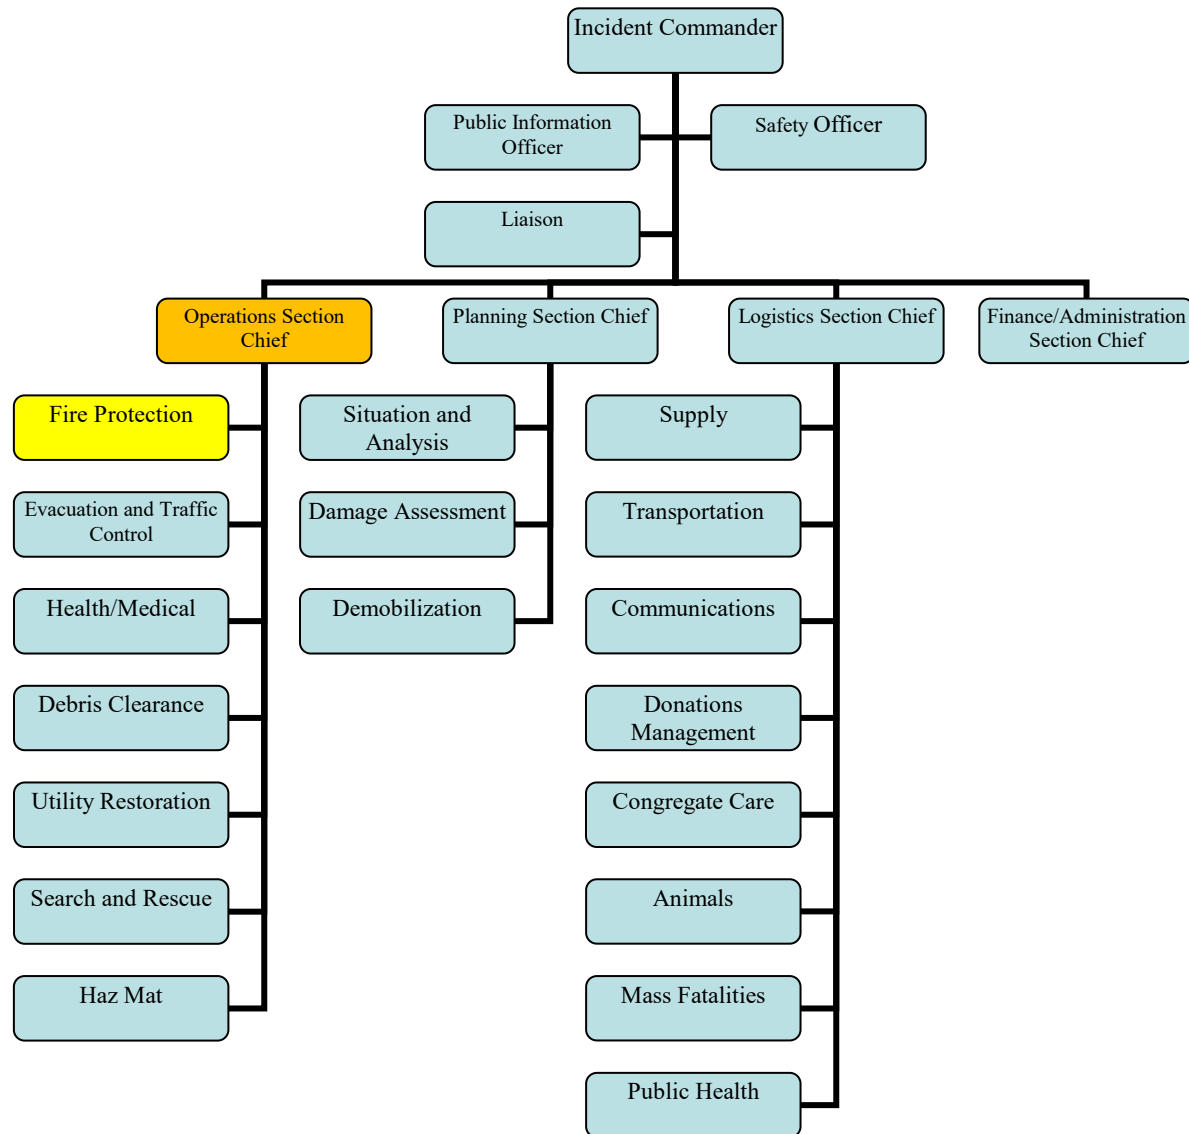 Incident Commander
Public Information
Officer
Safety Officer
Liaison
Operations Section
Chief
Planning Section Chief
Logistics Section Chief
Finance/Administration
Section Chief
Fire Protection
Situation and
Analysis
Supply
Evacuation and Traffic
Control
Damage Assessment
Transportation
Health/Medical
Demobilization
Communications
Debris Clearance
Donations
Management
Utility Restoration
Congregate Care
Search and Rescue
Animals
Haz Mat
Mass Fatalities
Public Health